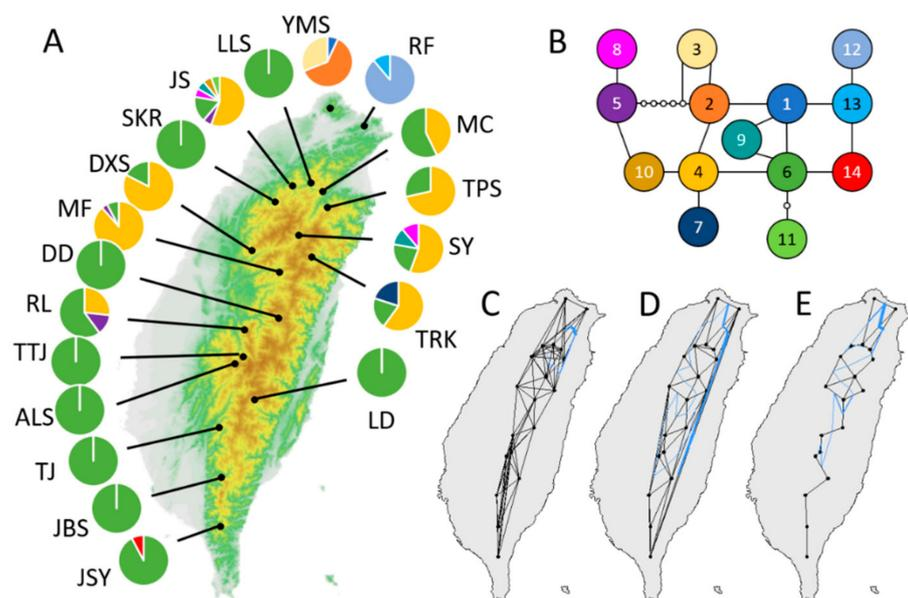 A
YMS
LLS
RF
JS
SKR
MC
DXS
TPS
MF
SY
DD
RL
TRK
TTJ
LD
ALS
TJ
JBS
JSY
B
8
3
12
5
2
1
13
9
10
4
6
14
7
11
C
D
E